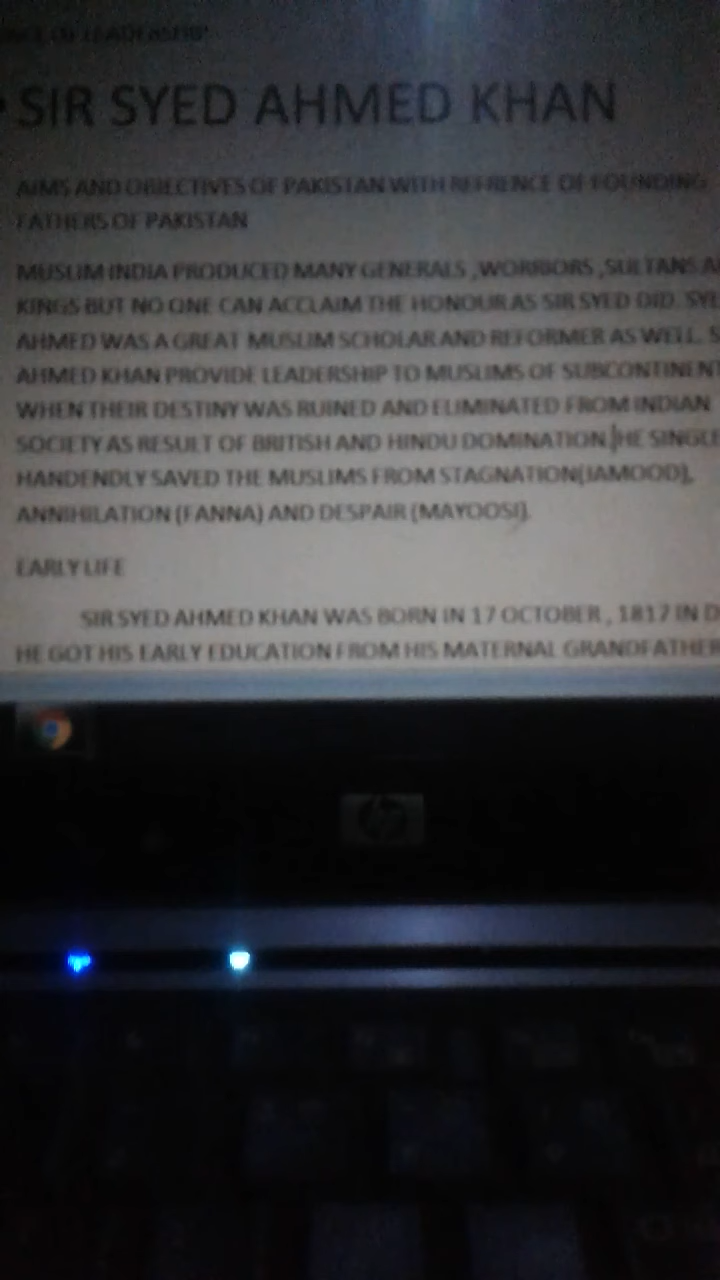 SIR SYED AHMED KHAN
AIMS AND OBJECTIVES OF PAKISTAN WITH REFRENCE OF FOUNDING
FATHERS OF PAKISTAN
MUSLIM INDIA PRODUCED MANY GENERALS ,WORRIORS ,SULTANS
KINGS BUT NO ONE CAN ACCLAIM THE HONOUR AS SIR SYED DID.
AHMED WAS A GREAT MUSLIM SCHOLAR AND REFORMER AS WELL. S
AHMED KHAN PROVIDE LEADERSHIP TO MUSLIMS OF SUBCONTINENT
WHEN THEIR DESTINY WAS RUINED AND ELIMINATED FROM INDIAN
SOCIETY AS RESULT OF BRITISH AND HINDU DOMINATION.HE SINGLE
HANDENDLY SAVED THE MUSLIMS FROM STAGNATION(JAMOOD),
ANNIHILATION (FANNA) AND DESPAIR (MAYOOSI).
EARLY LIFE
SIR SYED AHMED KHAN WAS BORN IN 17 OCTOBER , 1817 IN D
HE GOT HIS EARLY EDUCATION FROM HIS MATERNAL GRANDFATHER
hp